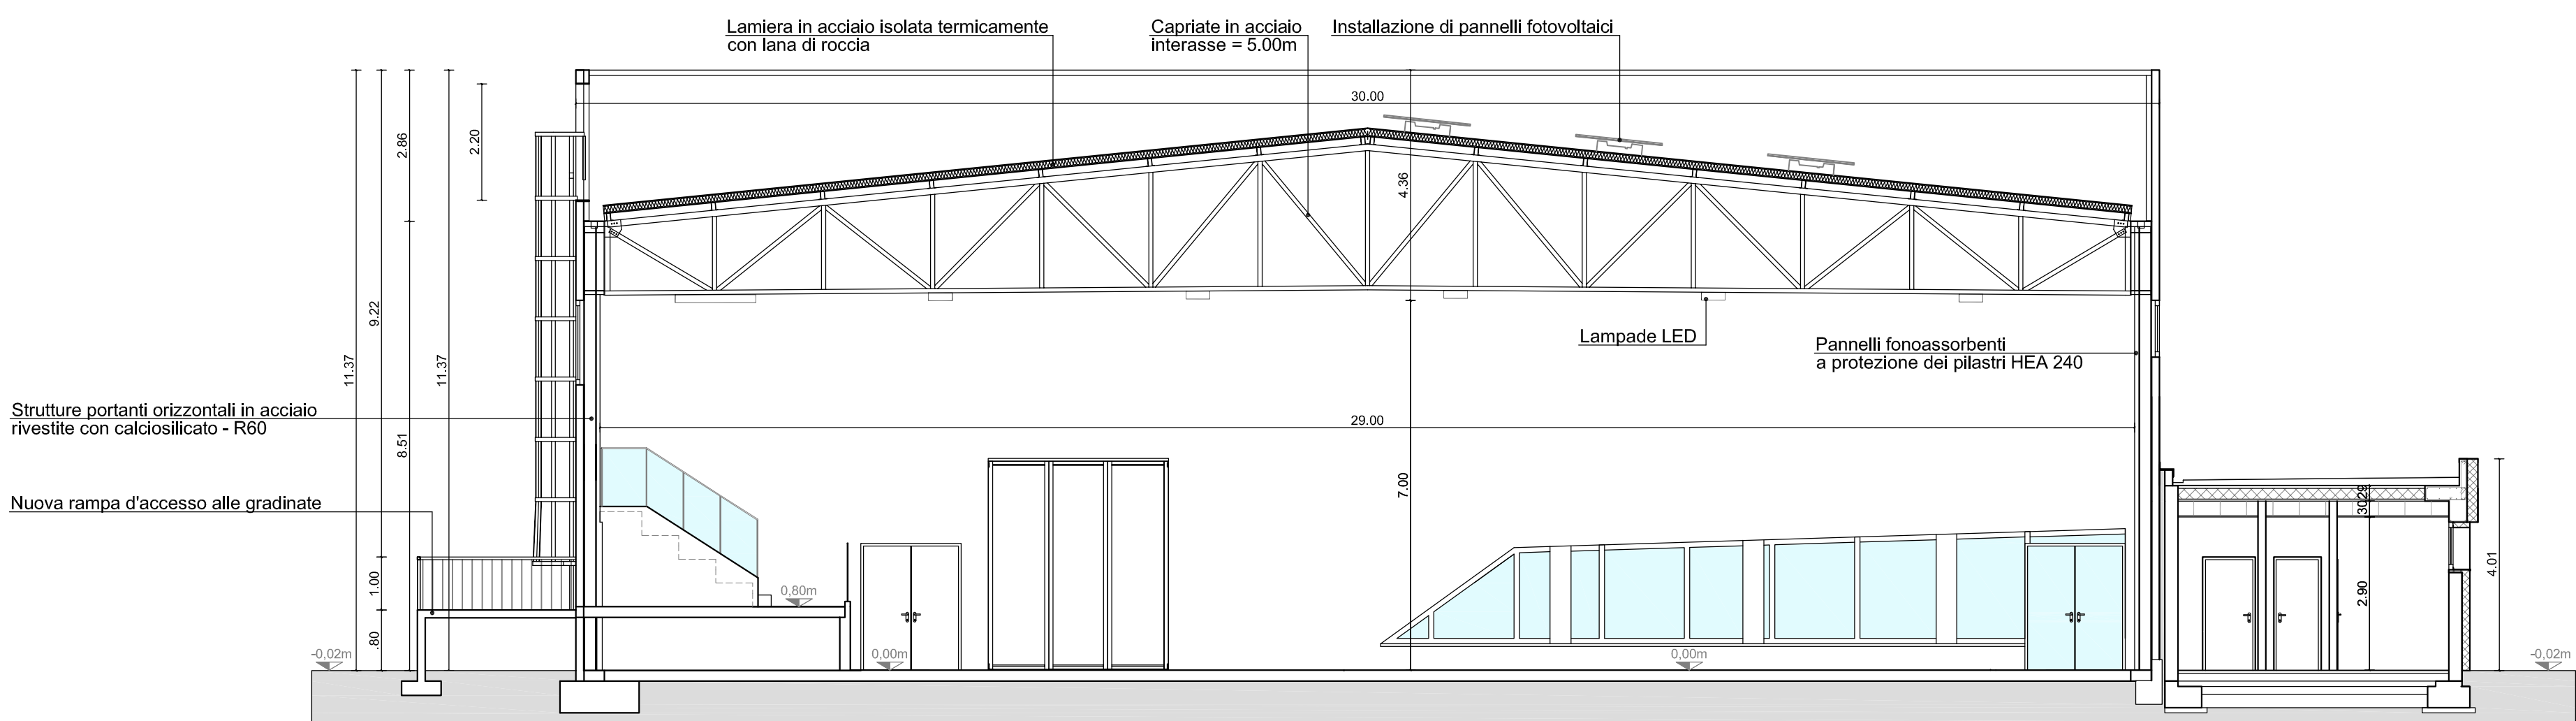 Lamiera in acciaio isolata termicamente
con lana di roccia
Capriate in acciaio
interasse = 5.00m
Installazione di pannelli fotovoltaici
30.00
2.86
2.20
4.36
9.22
11.37
11.37
8.51
Lampade LED
Pannelli fonoassorbenti
a protezione dei pilastri HEA 240
Strutture portanti orizzontali in acciaio
rivestite con calciosilicato - R60
29.00
7.00
Nuova rampa d'accesso alle gradinate
3029
4.01
1.00
0,80m
2.90
.80
-0,02m
0,00m
0,00m
-0,02m